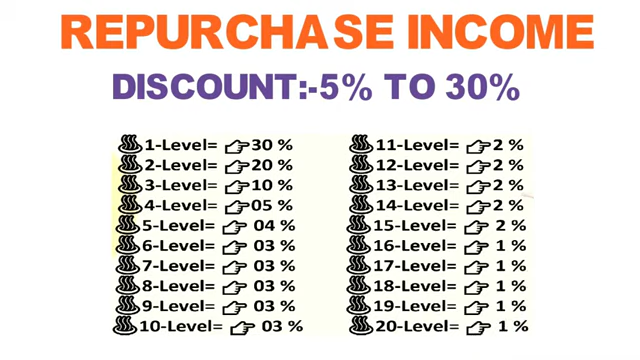 REPURCHASE INCOME
DISCOUNT:-5% TO 30%
1-Level= 30 %
2-Level= 20 %
3-Level= 10 %
4-Level= 05 %
5-Level= 04 %
6-Level= 03 %
7-Level= 03 %
8-Level= 03 %
9-Level= 03 %
10-Level= 03 %
11-Level= 2 %
12-Level= 2 %
13-Level= 2 %
14-Level= 2 %
15-Level= 2 %
16-Level= 1 %
17-Level= 1 %
18-Level= 1 %
19-Level= 1 %
20-Level= 1 %